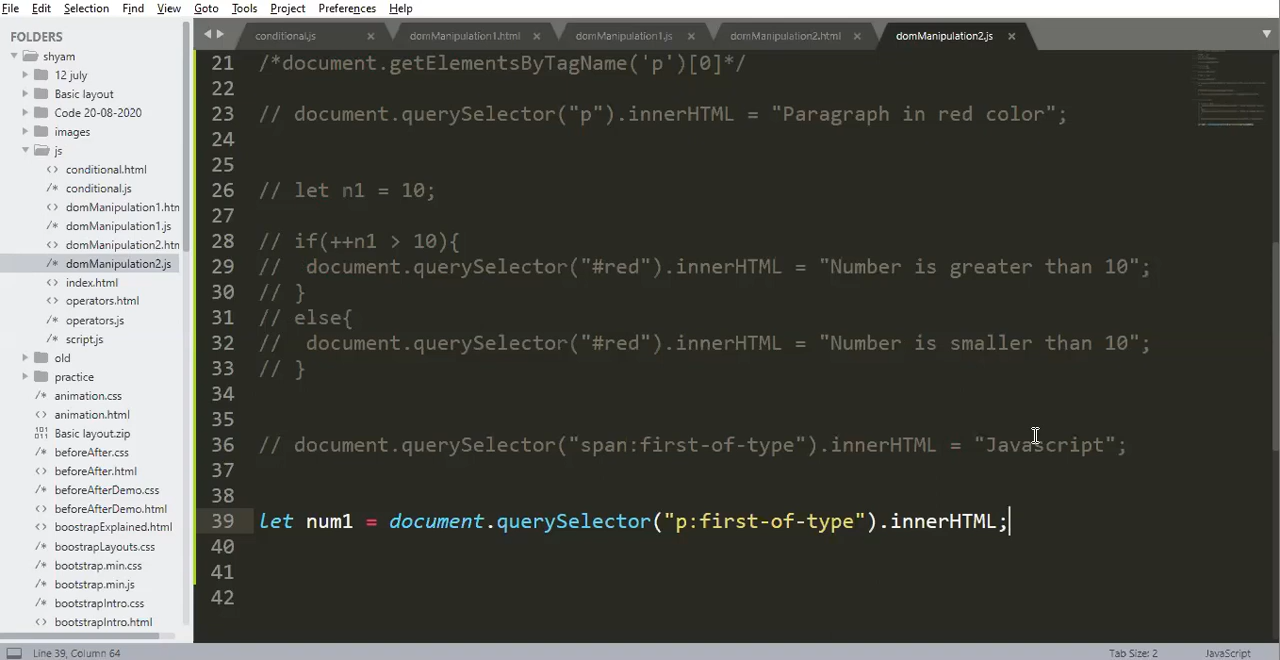 File Edit Selection Find View Goto Tools Project Preferences Help
FOLDERS
shyam
12 july
Basic layout
Code 20-08-2020
images
js
conditional.html
conditional.js
domManipulation1.htn
domManipulation1.js
domManipulation2.htn
domManipulation2.js
index.html
operators.html
operators.js
script.js
old
practice
animation.css
animation.html
Basic layout.zip
beforeAfter.css
beforeAfter.html
beforeAfterDemo.css
beforeAfterDemo.html
boostrapExplained.html
bootstrapLayouts.css
bootstrap.min.css
bootstrap.min.js
bootstrapIntro.css
bootstrapIntro.html
conditional.js domManipulation1.html domManipulation1.js domManipulation2.html domManipulation2.js
21 /*document.getElementsByTagName('p')[0]*/
22
23 // document.querySelector("p").innerHTML = "Paragraph in red color";
24
25
26 // let n1 = 10;
27
28 // if(++n1 > 10){
29 //  document.querySelector("#red").innerHTML = "Number is greater than 10";
30 // }
31 // else{
32 //  document.querySelector("#red").innerHTML = "Number is smaller than 10";
33 // }
34
35
36 // document.querySelector("span:first-of-type").innerHTML = "Javascript";
37
38
39 let num1 = document.querySelector("p:first-of-type").innerHTML;
40
41
42
Line 39, Column 64 Tab Size: 2 JavaScript